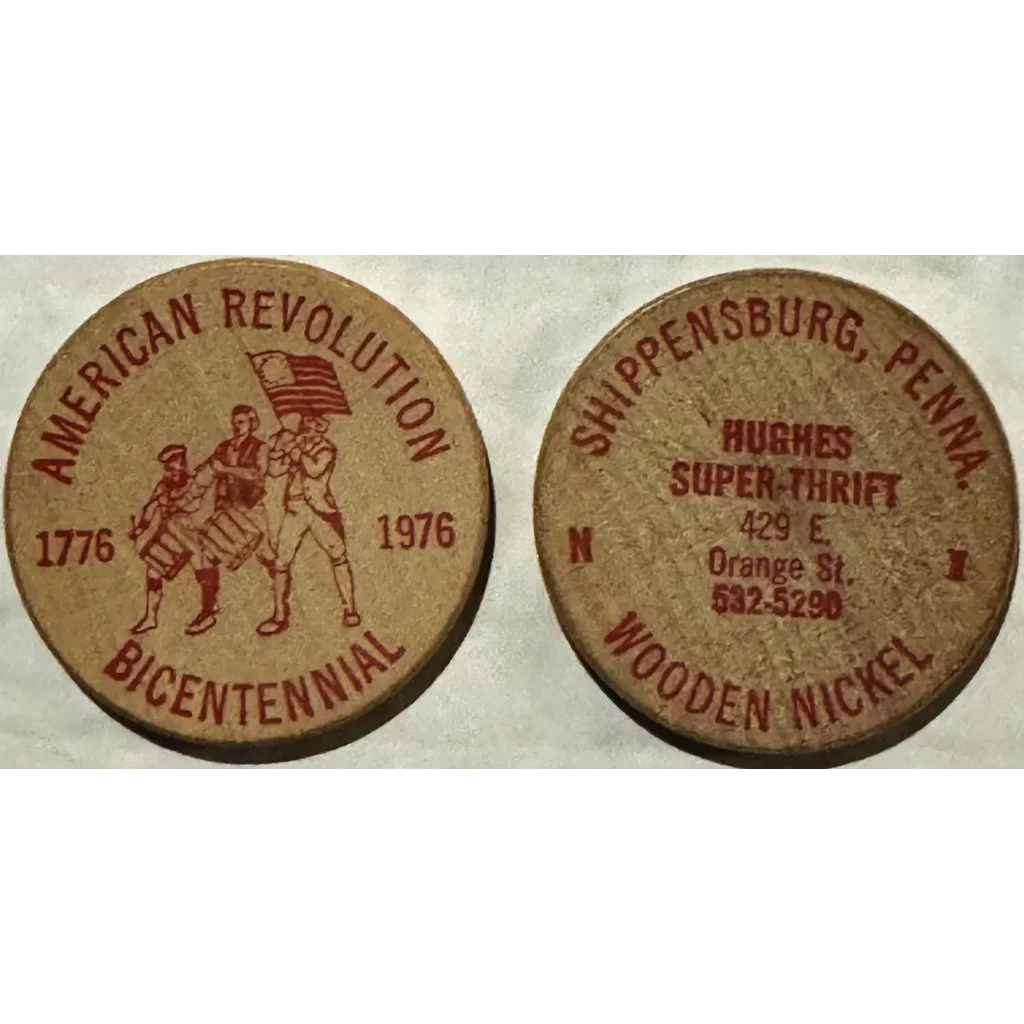 AMERICAN REVOLUTION
1776 1976
BICENTENNIAL
SHIPPENSBURG, PENNA.
HUGHES
SUPER-THRIFT
429 E.
Orange St.
532-5290
N
WOODEN NICKEL